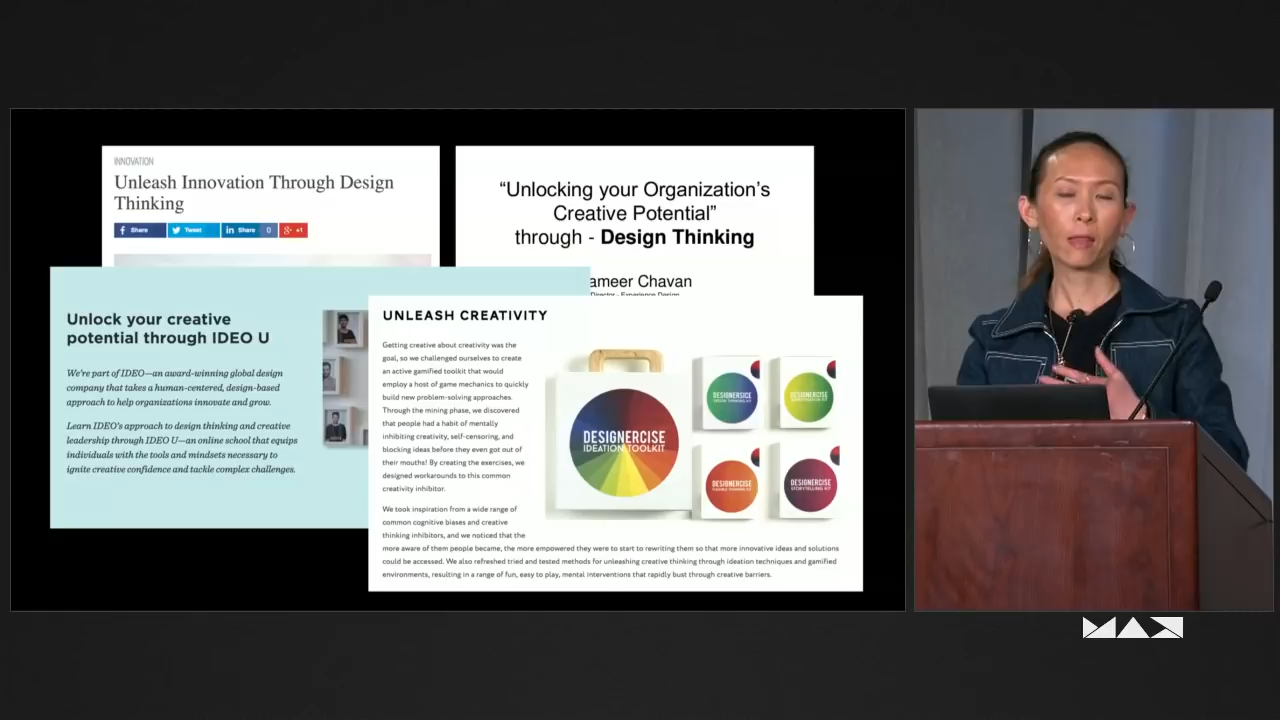 INNOVATION
Unleash Innovation Through Design
Thinking
Share
Tweet
Share
0
+1
“Unlocking your Organization’s
Creative Potential”
through - Design Thinking
ameer Chavan
Director - Experience Design
Unlock your creative
potential through IDEO U
We're part of IDEO—an award-winning global design
company that takes a human-centered, design-based
approach to help organizations innovate and grow.
Learn IDEO's approach to design thinking and creative
leadership through IDEO U—an online school that equips
individuals with the tools and mindsets necessary to
ignite creative confidence and tackle complex challenges.
UNLEASH CREATIVITY
Getting creative about creativity was the
goal, so we challenged ourselves to create
an active gamified toolkit that would
employ a host of game mechanics to quickly
build new problem-solving approaches.
Through the mining phase, we discovered
that people had a habit of mentally
inhibiting creativity, self-censoring, and
blocking ideas before they even got out of
their mouths! By creating the exercises, we
designed workarounds to this common
creativity inhibitor.
We took inspiration from a wide range of
common cognitive biases and creative
thinking inhibitors, and we noticed that the
more aware of them people became, the more empowered they were to start to rewriting them so that more innovative ideas and solutions
could be accessed. We also refreshed tried and tested methods for unleashing creative thinking through ideation techniques and gamified
environments, resulting in a range of fun, easy to play, mental interventions that rapidly bust through creative barriers.
DESIGNERCISE
IDEATION TOOLKIT
DESIGNERCISE
DESIGN THINKING KIT
DESIGNERCISE
DESIGNERCISE
FLEXIBLE THINKING KIT
DESIGNERCISE
STORYTELLING KIT
MAX